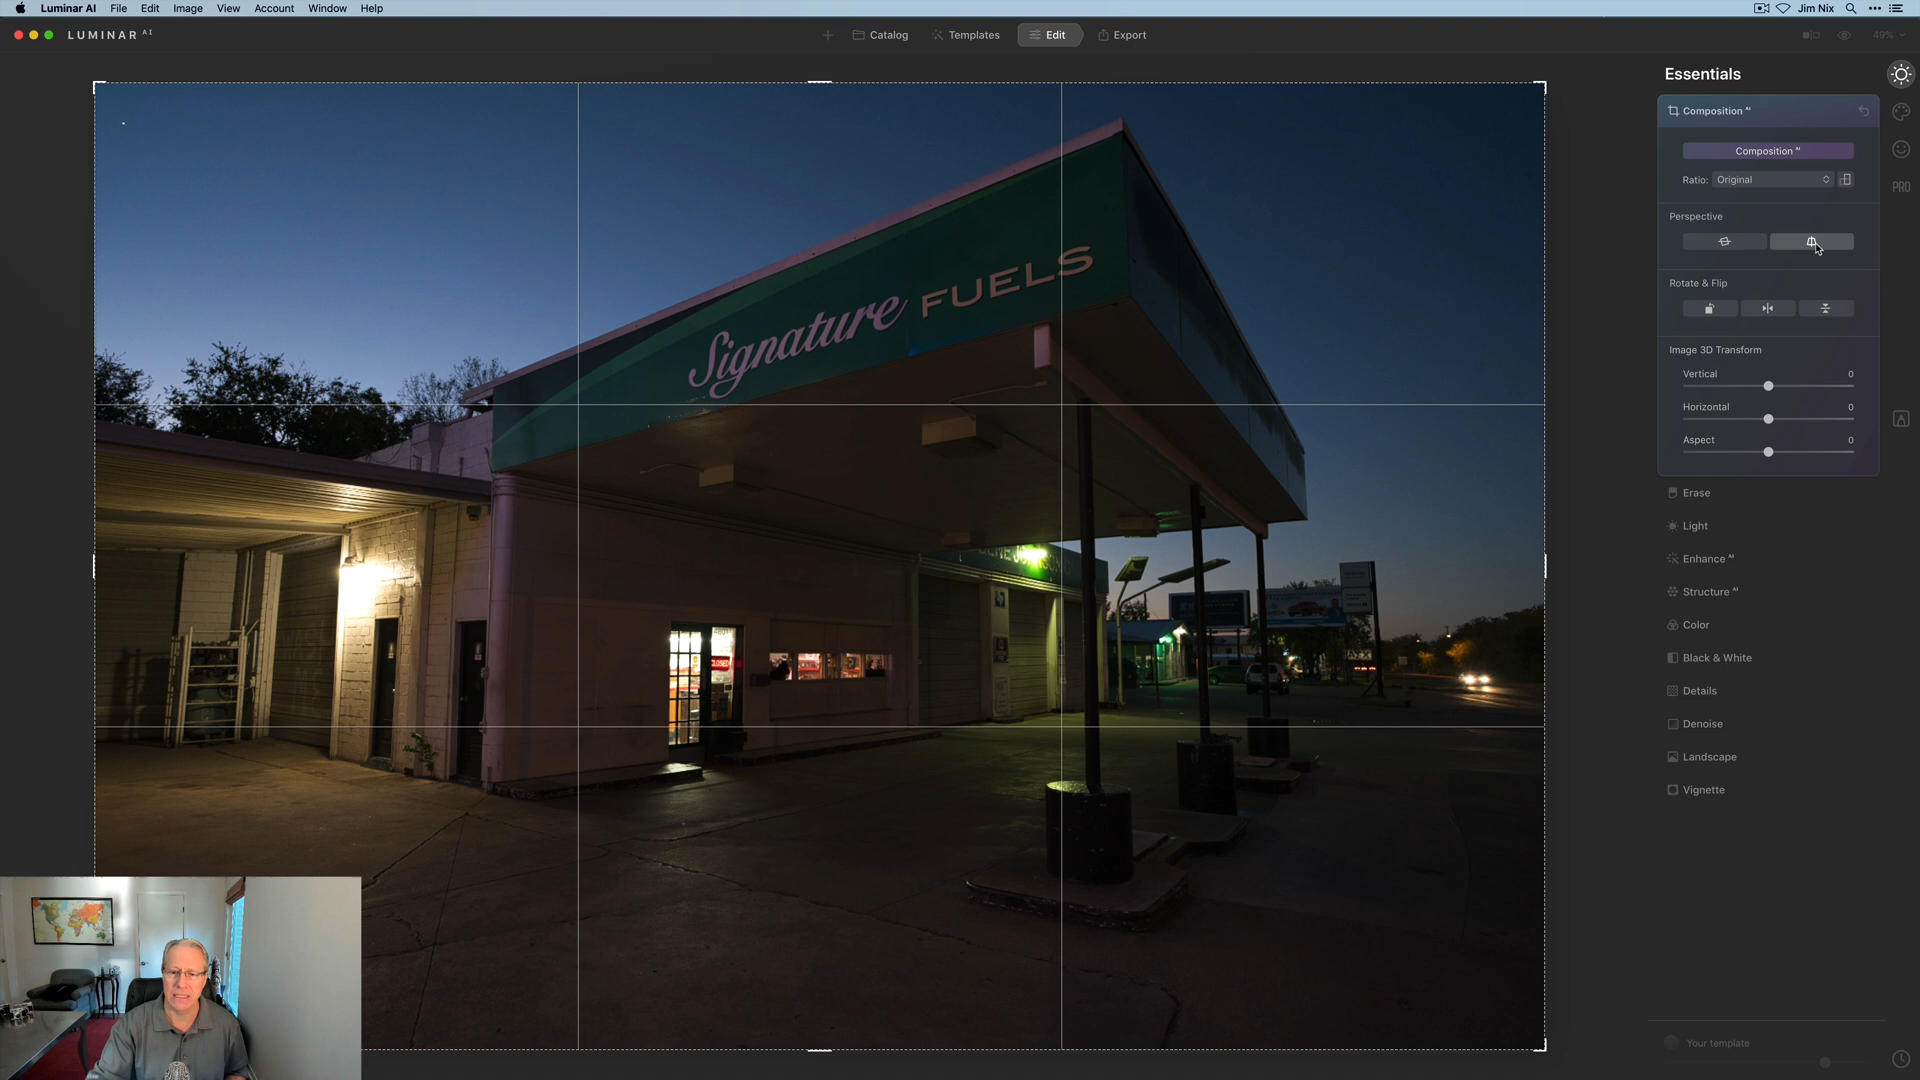 Luminar AI File Edit Image View Account Window Help
Jim Nix
LUMINAR AI
Catalog Templates Edit Export
49%
Essentials
Composition AI
Composition AI
Ratio: Original
Perspective
PRO
Rotate & Flip
Image 3D Transform
Vertical 0
Horizontal 0
Aspect 0
Erase
Light
Enhance AI
Structure AI
Color
Black & White
Details
Denoise
Landscape
Vignette
Your template
Signature FUELS
CLOSED